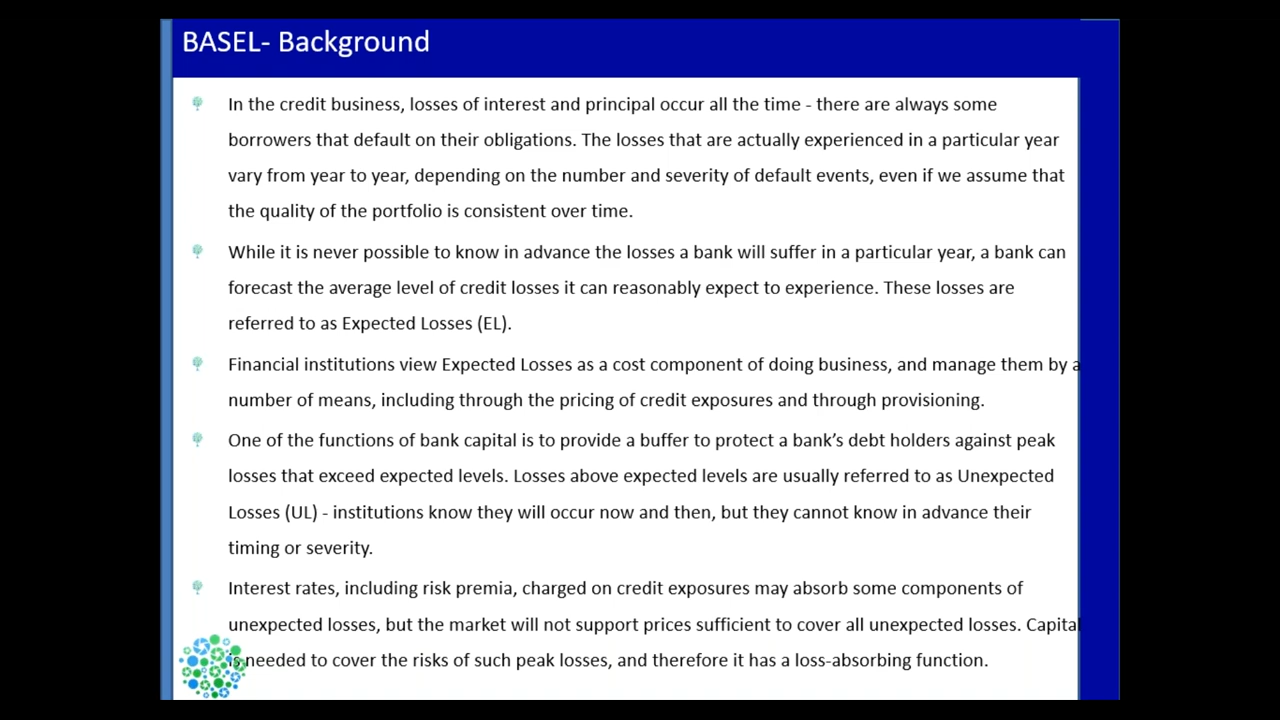 BASEL- Background
In the credit business, losses of interest and principal occur all the time - there are always some
borrowers that default on their obligations. The losses that are actually experienced in a particular year
vary from year to year, depending on the number and severity of default events, even if we assume that
the quality of the portfolio is consistent over time.
While it is never possible to know in advance the losses a bank will suffer in a particular year, a bank can
forecast the average level of credit losses it can reasonably expect to experience. These losses are
referred to as Expected Losses (EL).
Financial institutions view Expected Losses as a cost component of doing business, and manage them by a
number of means, including through the pricing of credit exposures and through provisioning.
One of the functions of bank capital is to provide a buffer to protect a bank’s debt holders against peak
losses that exceed expected levels. Losses above expected levels are usually referred to as Unexpected
Losses (UL) - institutions know they will occur now and then, but they cannot know in advance their
timing or severity.
Interest rates, including risk premia, charged on credit exposures may absorb some components of
unexpected losses, but the market will not support prices sufficient to cover all unexpected losses. Capital
is needed to cover the risks of such peak losses, and therefore it has a loss-absorbing function.